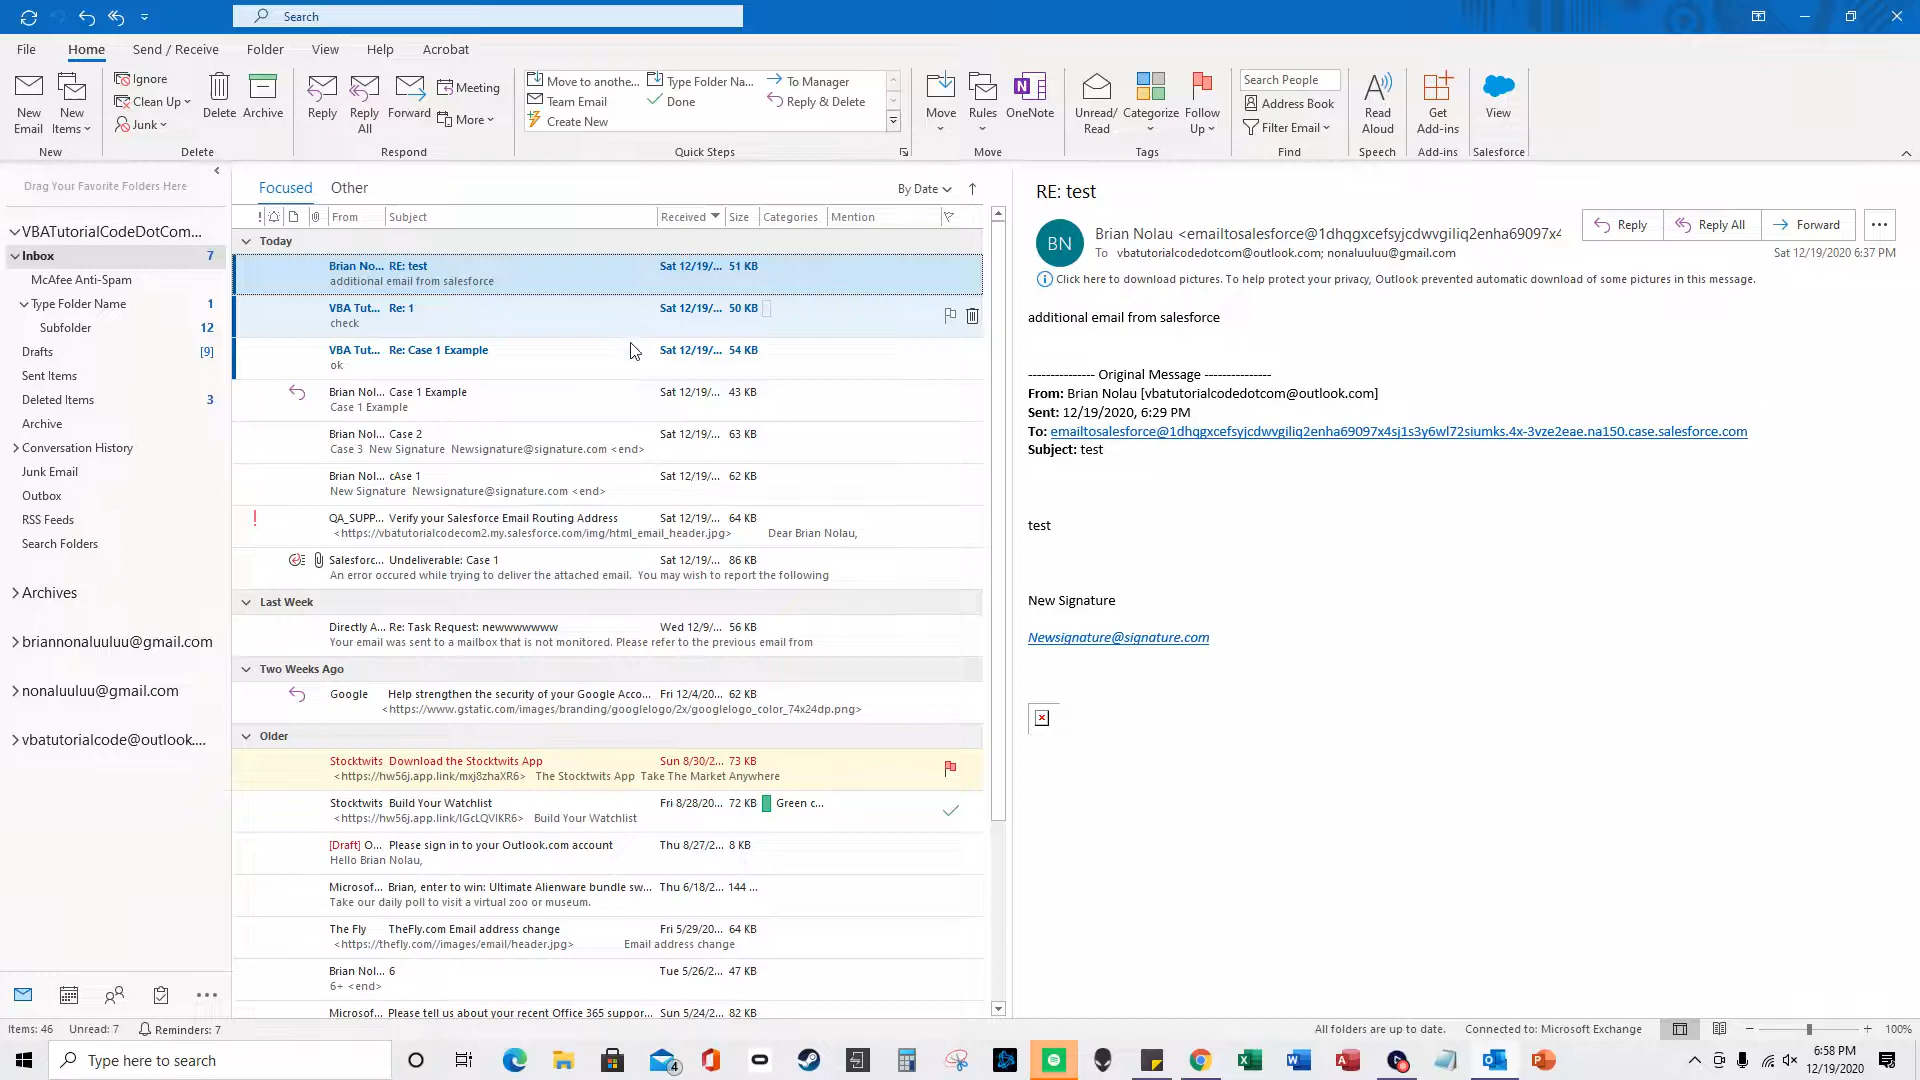 Search
File Home Send / Receive Folder View Help Acrobat
New Email
New Items
Ignore
Clean Up
Junk
Delete
Archive
Reply
Reply All
Forward
Meeting
More
Move to anothe...
Team Email
Create New
Type Folder Na...
Done
To Manager
Reply & Delete
Move
Rules
OneNote
Unread/ Read
Categorize
Follow Up
Search People
Address Book
Filter Email
Read Aloud
Get Add-ins
View
New Delete Respond Quick Steps Move Tags Find Speech Add-ins Salesforce
Drag Your Favorite Folders Here
VBATutorialCodeDotCom...
Inbox 7
McAfee Anti-Spam
Type Folder Name 1
Subfolder 12
Drafts [9]
Sent Items
Deleted Items 3
Archive
Conversation History
Junk Email
Outbox
RSS Feeds
Search Folders
Archives
briannonaluuluu@gmail.com
nonaluuluu@gmail.com
vbatutorialcode@outlook....
Focused Other By Date
! From Subject Received Size Categories Mention
Today
Brian No... RE: test Sat 12/19/... 51 KB
additional email from salesforce
VBA Tut... Re: 1 Sat 12/19/... 50 KB
check
VBA Tut... Re: Case 1 Example Sat 12/19/... 54 KB
ok
Brian Nol... Case 1 Example Sat 12/19/... 43 KB
Case 1 Example
Brian Nol... Case 2 Sat 12/19/... 63 KB
Case 3 New Signature Newsignature@signature.com <end>
Brian Nol... cAse 1 Sat 12/19/... 62 KB
New Signature Newsignature@signature.com <end>
! QA_SUPP... Verify your Salesforce Email Routing Address Sat 12/19/... 64 KB
<https://vbatutorialcodecom2.my.salesforce.com/img/html_email_header.jpg> Dear Brian Nolau,
Salesforc... Undeliverable: Case 1 Sat 12/19/... 86 KB
An error occured while trying to deliver the attached email. You may wish to report the following
Last Week
Directly A... Re: Task Request: newwwwwww Wed 12/9/... 56 KB
Your email was sent to a mailbox that is not monitored. Please refer to the previous email from
Two Weeks Ago
Google Help strengthen the security of your Google Acco... Fri 12/4/20... 62 KB
<https://www.gstatic.com/images/branding/googlelogo/2x/googlelogo_color_74x24dp.png>
Older
Stocktwits Download the Stocktwits App Sun 8/30/2... 73 KB
<https://hw56j.app.link/mxj8zhaXR6> The Stocktwits App Take The Market Anywhere
Stocktwits Build Your Watchlist Fri 8/28/20... 72 KB Green c...
<https://hw56j.app.link/IGcLQVIKR6> Build Your Watchlist
[Draft] O... Please sign in to your Outlook.com account Thu 8/27/2... 8 KB
Hello Brian Nolau,
Microsof... Brian, enter to win: Ultimate Alienware bundle sw... Thu 6/18/2... 144 ...
Take our daily poll to visit a virtual zoo or museum.
The Fly TheFly.com Email address change Fri 5/29/20... 64 KB
<https://thefly.com//images/email/header.jpg> Email address change
Brian Nol... 6 Tue 5/26/2... 47 KB
6+ <end>
Microsof... Please tell us about your recent Office 365 suppor... Sun 5/24/2... 82 KB
RE: test
BN
Brian Nolau <emailtosalesforce@1dhqgxcefsyjcdwvgiliq2enha69097x4
To vbatutorialcodedotcom@outlook.com; nonaluuluu@gmail.com
Reply Reply All Forward ...
Sat 12/19/2020 6:37 PM
Click here to download pictures. To help protect your privacy, Outlook prevented automatic download of some pictures in this message.
additional email from salesforce
--------------- Original Message ---------------
From: Brian Nolau [vbatutorialcodedotcom@outlook.com]
Sent: 12/19/2020, 6:29 PM
To: emailtosalesforce@1dhqgxcefsyjcdwvgiliq2enha69097x4sj1s3y6wl72siumks.4x-3vze2eae.na150.case.salesforce.com
Subject: test
test
New Signature
Newsignature@signature.com
Items: 46 Unread: 7 Reminders: 7
All folders are up to date. Connected to: Microsoft Exchange 100%
Type here to search
4
6:58 PM
12/19/2020